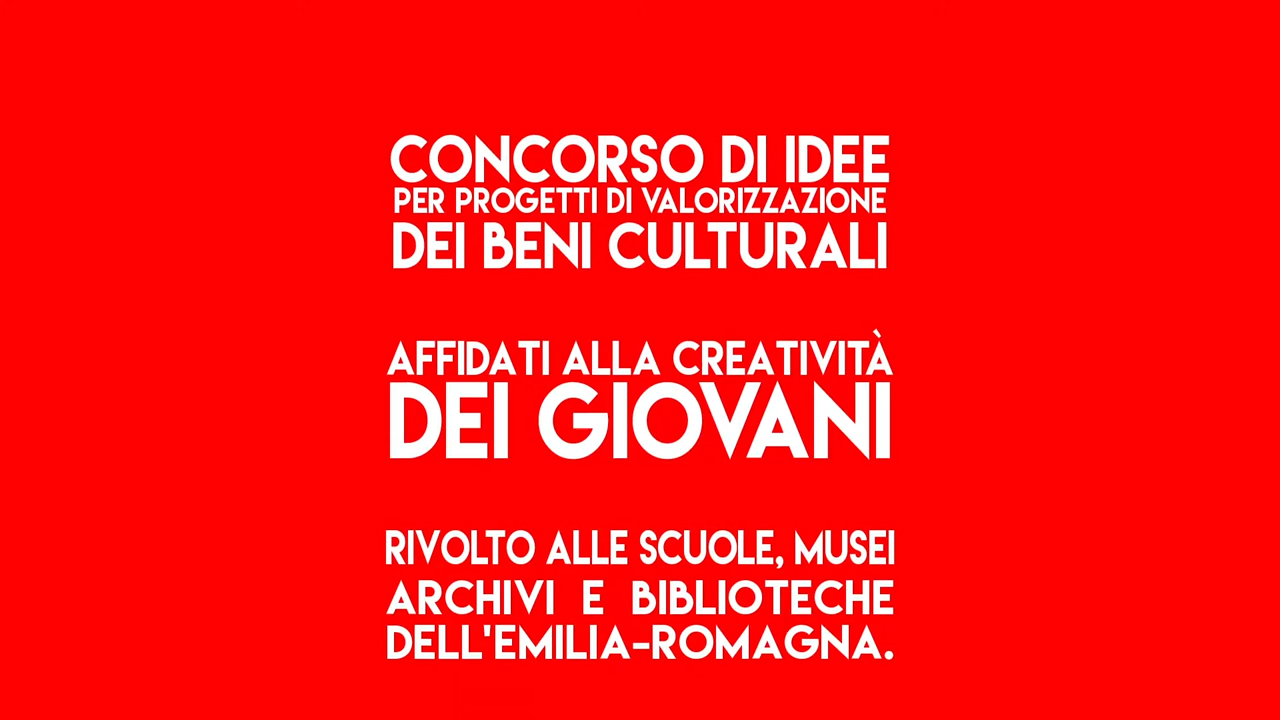 CONCORSO DI IDEE
PER PROGETTI DI VALORIZZAZIONE
DEI BENI CULTURALI
AFFIDATI ALLA CREATIVITÀ
DEI GIOVANI
RIVOLTO ALLE SCUOLE, MUSEI
ARCHIVI E BIBLIOTECHE
DELL'EMILIA-ROMAGNA.